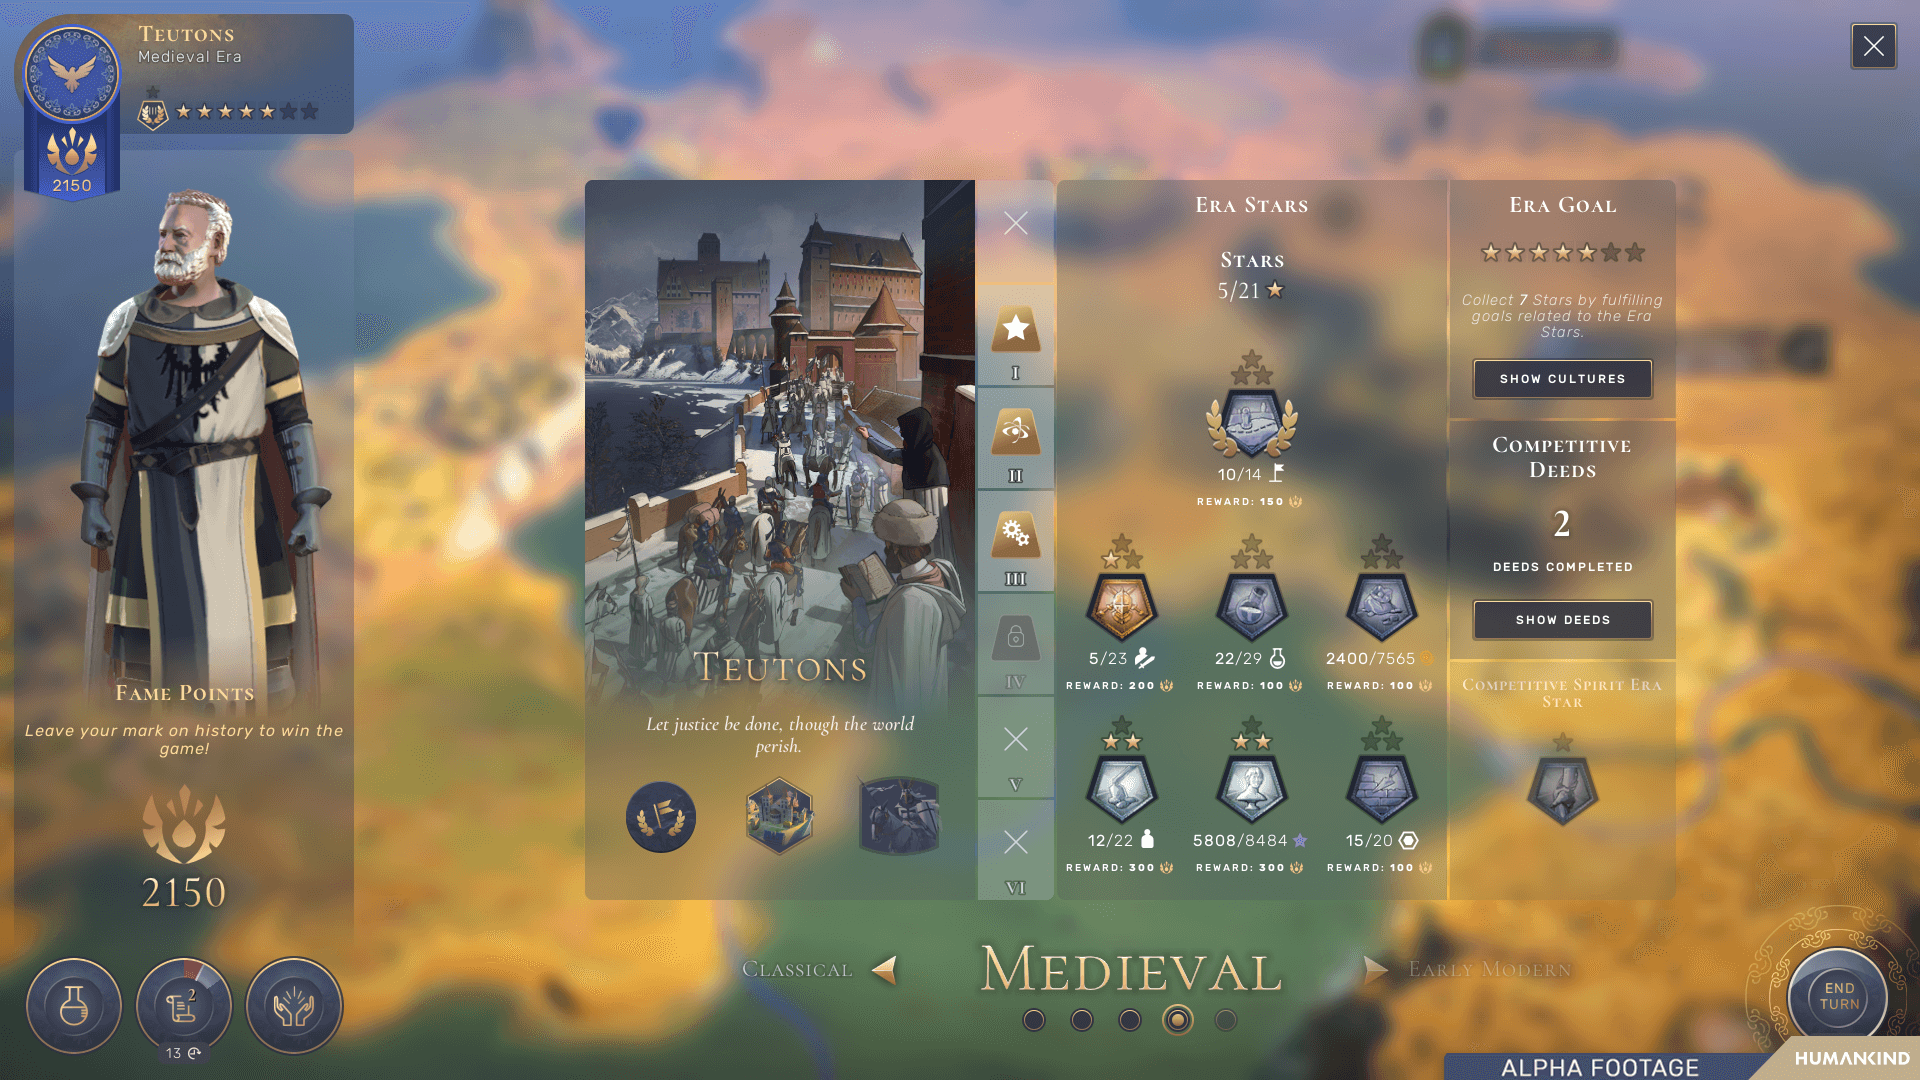 TEUTONS
Medieval Era
2150
FAME POINTS
Leave your mark on history to win the
game!
2150
2
13
I
II
III
IV
V
VI
TEUTONS
Let justice be done, though the world
perish.
ERA STARS
STARS
5/21
10/14
REWARD: 150
5/23
REWARD: 200
22/29
REWARD: 100
2400/7565
REWARD: 100
12/22
REWARD: 300
5808/8484
REWARD: 300
15/20
REWARD: 100
ERA GOAL
Collect 7 Stars by fulfilling
goals related to the Era
Stars.
SHOW CULTURES
COMPETITIVE
DEEDS
2
DEEDS COMPLETED
SHOW DEEDS
COMPETITIVE SPIRIT ERA
STAR
CLASSICAL
MEDIEVAL
EARLY MODERN
END
TURN
ALPHA FOOTAGE
HUMANKIND